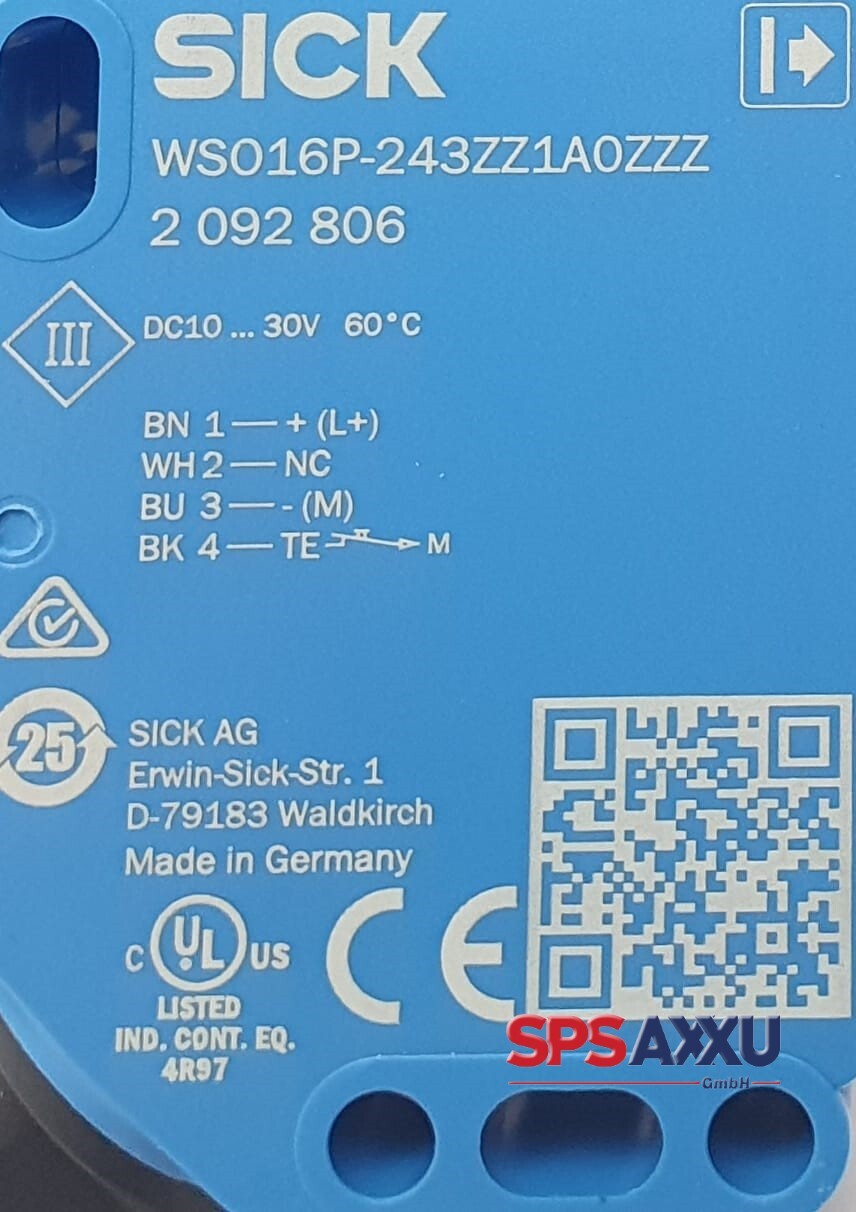 SICK
WSO16P-243ZZ1A0ZZZ
2 092 806
III DC10 ... 30V 60°C
BN 1 — + (L+)
WH 2 — NC
BU 3 — - (M)
BK 4 — TE M
25
SICK AG
Erwin-Sick-Str. 1
D-79183 Waldkirch
Made in Germany
C UL US CE
LISTED
IND. CONT. EQ.
4R97
SPSAXXU
GmbH